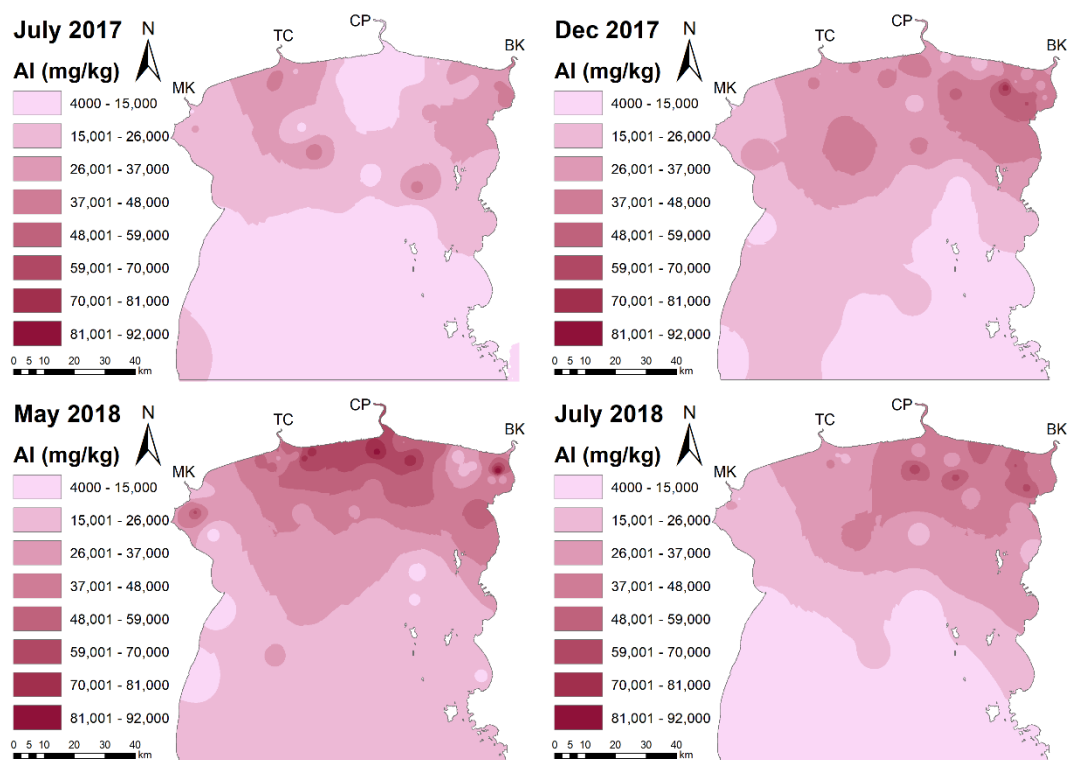 July 2017
N
Al (mg/kg)
TC
CP
BK
MK
4000 - 15,000
15,001 - 26,000
26,001 - 37,000
37,001 - 48,000
48,001 - 59,000
59,001 - 70,000
70,001 - 81,000
81,001 - 92,000
0 5 10 20 30 40
km
Dec 2017
N
Al (mg/kg)
TC
CP
BK
MK
4000 - 15,000
15,001 - 26,000
26,001 - 37,000
37,001 - 48,000
48,001 - 59,000
59,001 - 70,000
70,001 - 81,000
81,001 - 92,000
0 5 10 20 30 40
km
May 2018
N
Al (mg/kg)
TC
CP
BK
MK
4000 - 15,000
15,001 - 26,000
26,001 - 37,000
37,001 - 48,000
48,001 - 59,000
59,001 - 70,000
70,001 - 81,000
81,001 - 92,000
0 5 10 20 30 40
km
July 2018
N
Al (mg/kg)
TC
CP
BK
MK
4000 - 15,000
15,001 - 26,000
26,001 - 37,000
37,001 - 48,000
48,001 - 59,000
59,001 - 70,000
70,001 - 81,000
81,001 - 92,000
0 5 10 20 30 40
km